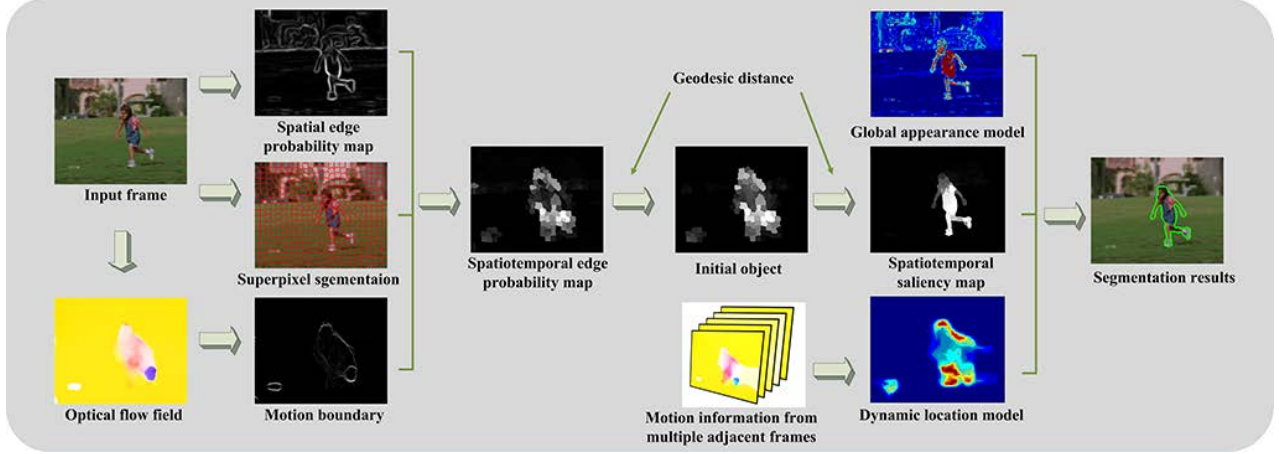 Input frame
Spatial edge
probability map
Superpixel sgementaion
Optical flow field
Motion boundary
Spatiotemporal edge
probability map
Geodesic distance
Initial object
Motion information from
multiple adjacent frames
Global appearance model
Spatiotemporal
saliency map
Dynamic location model
Segmentation results